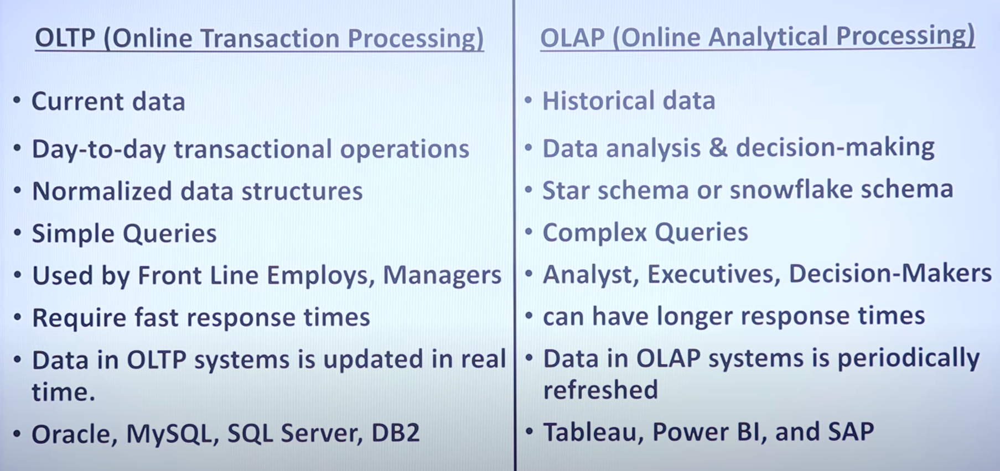 OLTP (Online Transaction Processing)
• Current data
• Day-to-day transactional operations
• Normalized data structures
• Simple Queries
• Used by Front Line Employs, Managers
• Require fast response times
• Data in OLTP systems is updated in real
time.
• Oracle, MySQL, SQL Server, DB2
OLAP (Online Analytical Processing)
• Historical data
• Data analysis & decision-making
• Star schema or snowflake schema
• Complex Queries
• Analyst, Executives, Decision-Makers
• can have longer response times
• Data in OLAP systems is periodically
refreshed
• Tableau, Power BI, and SAP